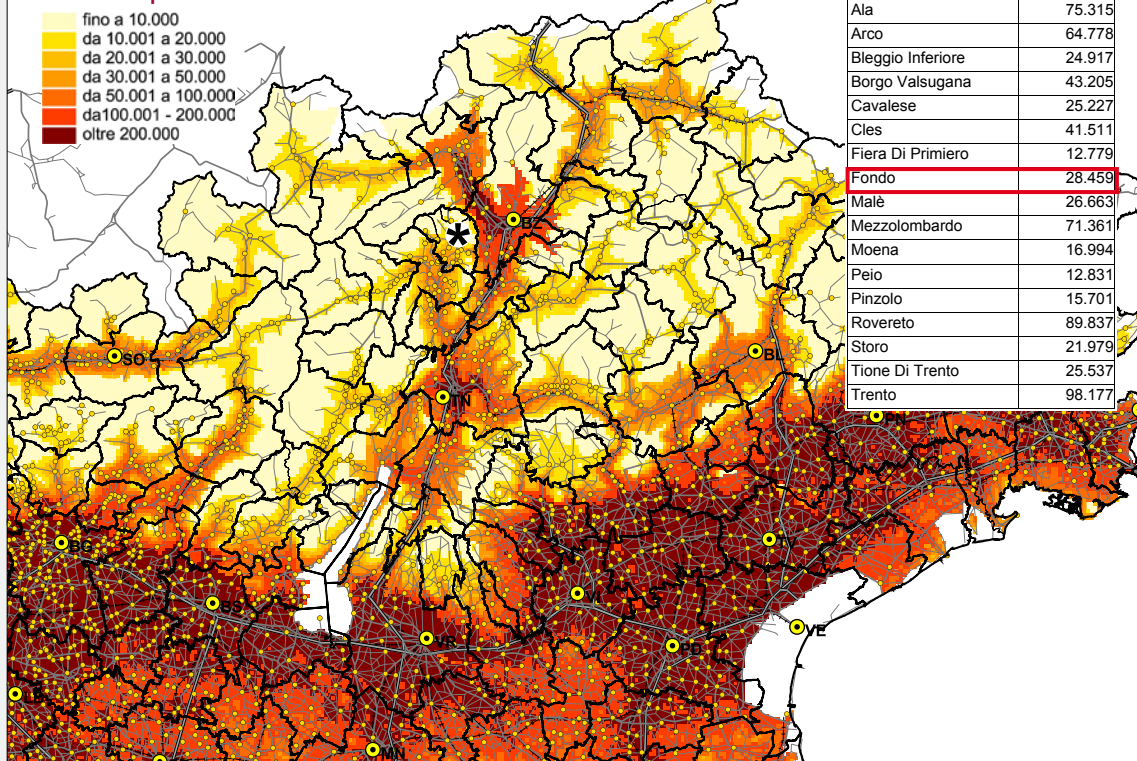 fino a 10.000
da 10.001 a 20.000
da 20.001 a 30.000
da 30.001 a 50.000
da 50.001 a 100.000
da100.001 - 200.000
oltre 200.000
Ala 75.315
Arco 64.778
Bleggio Inferiore 24.917
Borgo Valsugana 43.205
Cavalese 25.227
Cles 41.511
Fiera Di Primiero 12.779
Fondo 28.459
Malè 26.663
Mezzolombardo 71.361
Moena 16.994
Peio 12.831
Pinzolo 15.701
Rovereto 89.837
Storo 21.979
Tione Di Trento 25.537
Trento 98.177
BZ
*
SO
BL
TN
PN
BG
TV
BS
VI
VE
VR
PD
MN